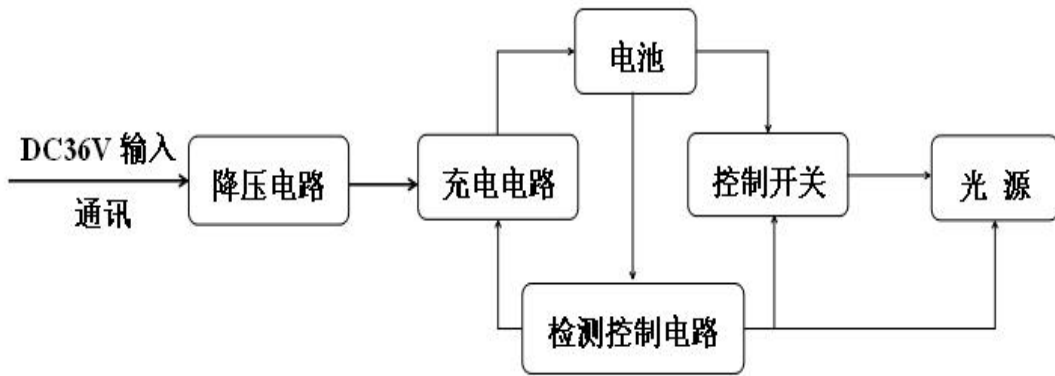 电池
DC36V 输入
通讯
降压电路
充电电路
控制开关
光 源
检测控制电路